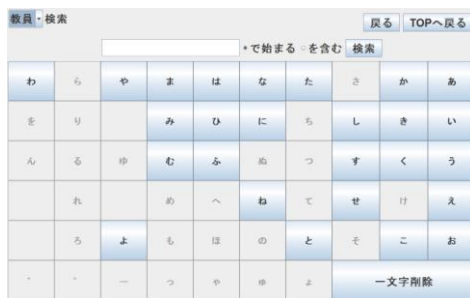 教員・検索
戻る TOPへ戻る
・で始まる ○を含む 検索
わ ら や ま は な た さ か あ
を り み ひ に ち し き い
ん る ゆ む ふ ぬ つ す く う
れ め へ ね て せ け え
ろ よ も ほ の と そ こ お
゛ ゜ ー っ ゃ ゅ ょ 一文字削除